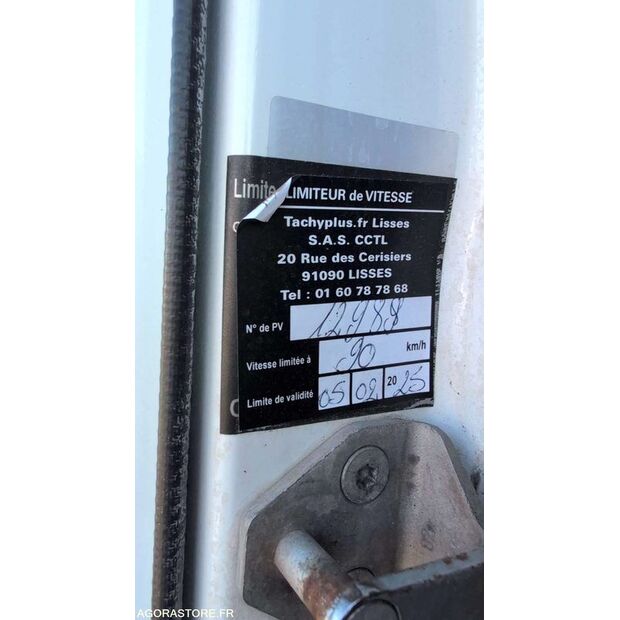 Limite
LIMITEUR de VITESSE
Tachyplus.fr Lisses
S.A.S. CCTL
20 Rue des Cerisiers
91090 LISSES
Tel : 01 60 78 78 68
N° de PV 12988
Vitesse limitée à 90 km/h
Limite de validité 05 02 20 25
AGORASTORE.FR